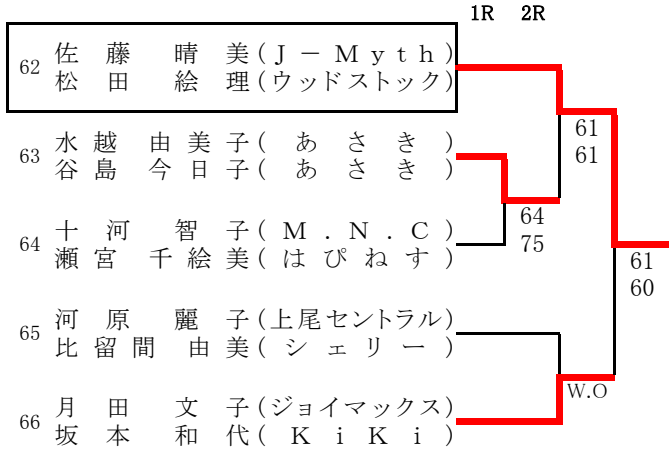 1R 2R
62 佐藤 晴美(J－Myth)
松田 絵理(ウッドストック)
63 水越 由美子(あさき)
谷島 今日子(あさき)
64 十河 智子(M.N.C)
瀬宮 千絵美(はぴねす)
65 河原 麗子(上尾セントラル)
比留間 由美(シェリー)
66 月田 文子(ジョイマックス)
坂本 和代(KiKi)
61
61
64
75
61
60
W.O